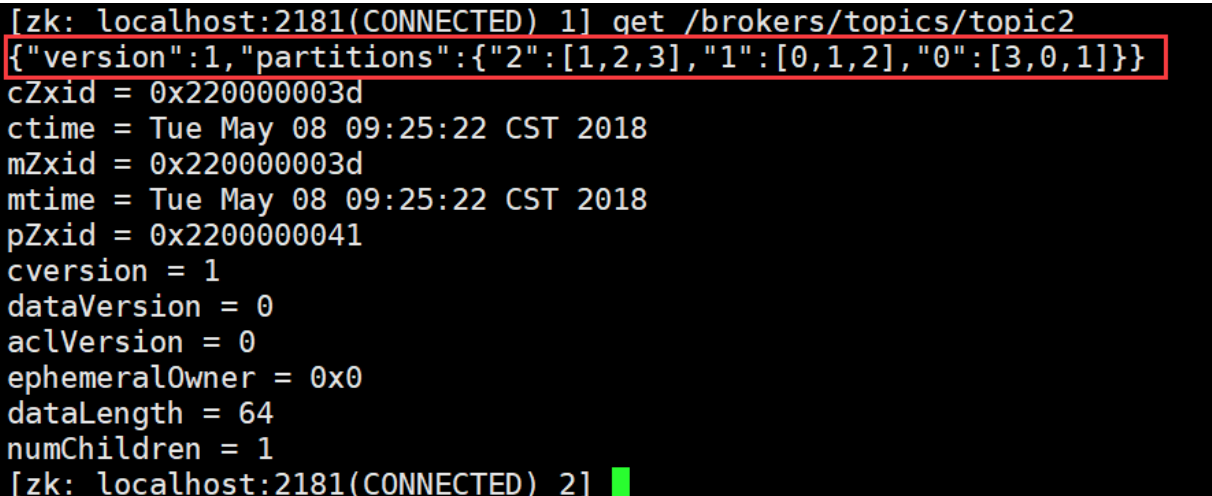 [zk: localhost:2181(CONNECTED) 1] get /brokers/topics/topic2
{"version":1,"partitions":{"2":[1,2,3],"1":[0,1,2],"0":[3,0,1]}}
cZxid = 0x220000003d
ctime = Tue May 08 09:25:22 CST 2018
mZxid = 0x220000003d
mtime = Tue May 08 09:25:22 CST 2018
pZxid = 0x2200000041
cversion = 1
dataVersion = 0
aclVersion = 0
ephemeralOwner = 0x0
dataLength = 64
numChildren = 1
[zk: localhost:2181(CONNECTED) 2]